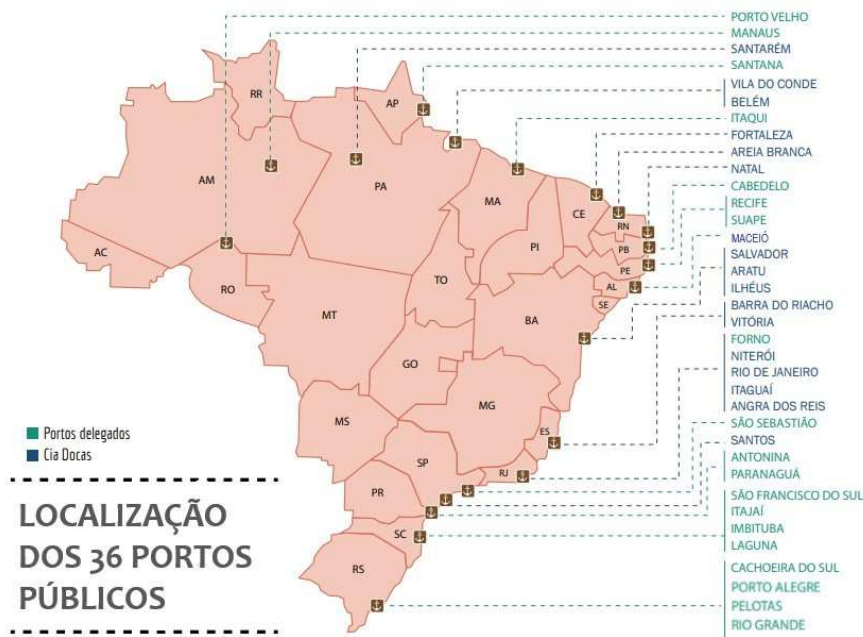 PORTO VELHO
MANAUS
SANTARÉM
SANTANA
VILA DO CONDE
BELÉM
ITAQUI
FORTALEZA
AREIA BRANCA
NATAL
CABEDELO
RECIFE
SUAPE
MACEIÓ
SALVADOR
ARATU
ILHÉUS
BARRA DO RIACHO
VITÓRIA
FORNO
NITERÓI
RIO DE JANEIRO
ITAGUAÍ
ANGRA DOS REIS
SÃO SEBASTIÃO
SANTOS
ANTONINA
PARANAGUÁ
SÃO FRANCISCO DO SUL
ITAJAÍ
IMBITUBA
LAGUNA
CACHOEIRA DO SUL
PORTO ALEGRE
PELOTAS
RIO GRANDE
RR
AP
AM
PA
MA
CE
RN
PB
PI
PE
AL
SE
AC
RO
TO
BA
MT
GO
MG
ES
MS
SP
RJ
PR
SC
RS
Portos delegados
Cia Docas
LOCALIZAÇÃO
DOS 36 PORTOS
PÚBLICOS